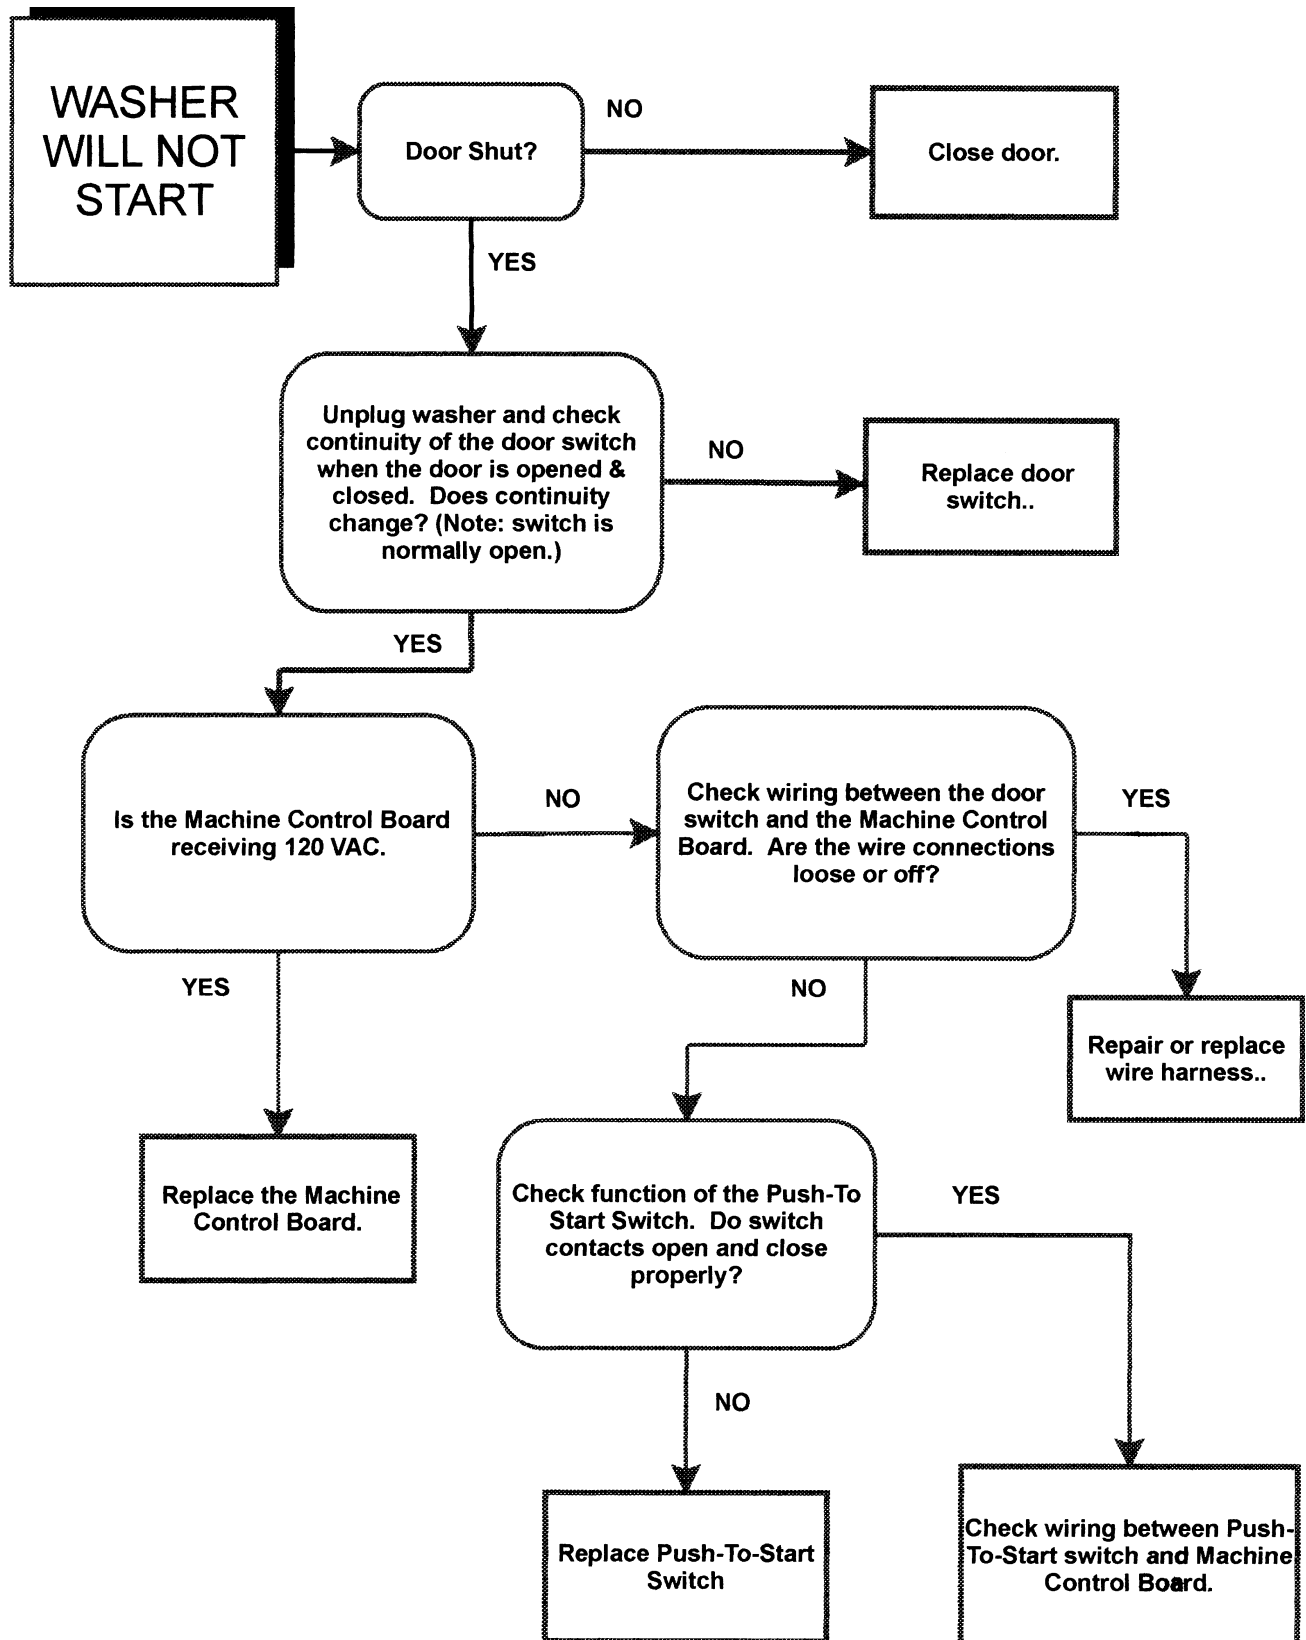 WASHER
WILL NOT
START
Door Shut?
NO
Close door.
YES
Unplug washer and check
continuity of the door switch
when the door is opened &
closed. Does continuity
change? (Note: switch is
normally open.)
NO
Replace door
switch..
YES
Is the Machine Control Board
receiving 120 VAC.
NO
Check wiring between the door
switch and the Machine Control
Board. Are the wire connections
loose or off?
YES
YES
NO
Repair or replace
wire harness..
Replace the Machine
Control Board.
Check function of the Push-To
Start Switch. Do switch
contacts open and close
properly?
YES
NO
Replace Push-To-Start
Switch
Check wiring between Push-
To-Start switch and Machine
Control Board.